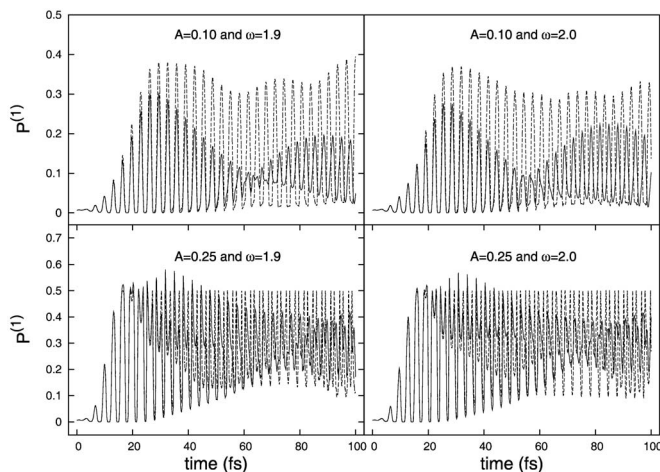 A=0.10 and ω=1.9
A=0.10 and ω=2.0
0.5
0.4
0.3
0.2
0.1
0
P(1)
A=0.25 and ω=1.9
A=0.25 and ω=2.0
0.6
0.5
0.4
0.3
0.2
0.1
0
P(1)
0 20 40 60 80 100
0 20 40 60 80 100
time (fs)
time (fs)